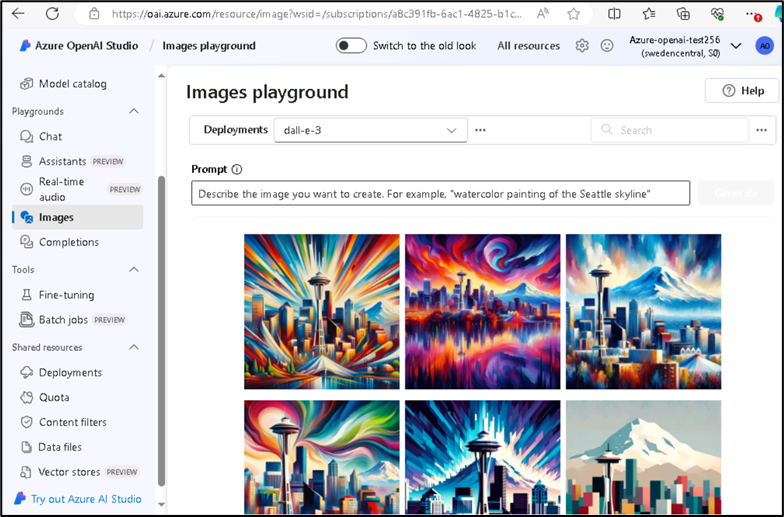 https://oai.azure.com/resource/image?wsid=/subscriptions/a8c391fb-6ac1-4825-b1c...
Azure OpenAI Studio / Images playground
Switch to the old look
All resources
Azure-openai-test256
(swedencentral, S0)
AO
Model catalog
Playgrounds
Chat
Assistants PREVIEW
Real-time
audio PREVIEW
Images
Completions
Tools
Fine-tuning
Batch jobs PREVIEW
Shared resources
Deployments
Quota
Content filters
Data files
Vector stores PREVIEW
Try out Azure AI Studio
Images playground
Help
Deployments dall-e-3
Search
Prompt
Describe the image you want to create. For example, "watercolor painting of the Seattle skyline"
Generate